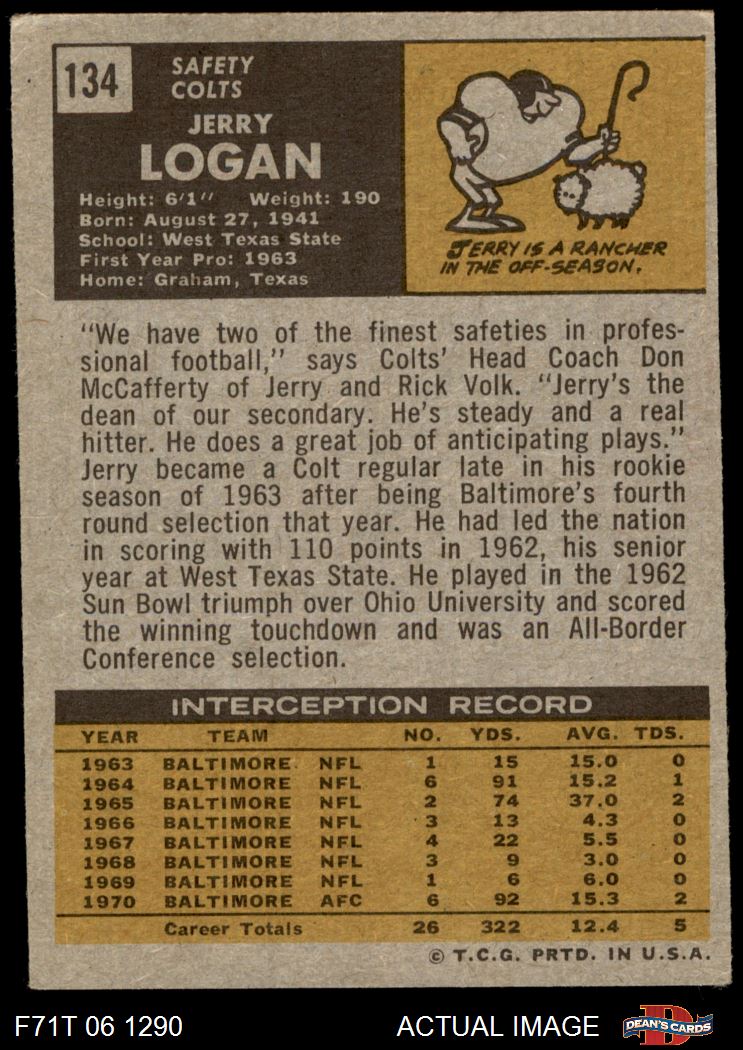 134
SAFETY
COLTS
JERRY
LOGAN
Height: 6'1" Weight: 190
Born: August 27, 1941
School: West Texas State
First Year Pro: 1963
Home: Graham, Texas
JERRY IS A RANCHER
IN THE OFF-SEASON.
"We have two of the finest safeties in profes-
sional football," says Colts' Head Coach Don
McCafferty of Jerry and Rick Volk. "Jerry's the
dean of our secondary. He's steady and a real
hitter. He does a great job of anticipating plays."
Jerry became a Colt regular late in his rookie
season of 1963 after being Baltimore's fourth
round selection that year. He had led the nation
in scoring with 110 points in 1962, his senior
year at West Texas State. He played in the 1962
Sun Bowl triumph over Ohio University and scored
the winning touchdown and was an All-Border
Conference selection.
INTERCEPTION RECORD
YEAR TEAM NO. YDS. AVG. TDS.
1963 BALTIMORE NFL 1 15 15.0 0
1964 BALTIMORE NFL 6 91 15.2 1
1965 BALTIMORE NFL 2 74 37.0 2
1966 BALTIMORE NFL 3 13 4.3 0
1967 BALTIMORE NFL 4 22 5.5 0
1968 BALTIMORE NFL 3 9 3.0 0
1969 BALTIMORE NFL 1 6 6.0 0
1970 BALTIMORE AFC 6 92 15.3 2
Career Totals 26 322 12.4 5
© T.C.G. PRTD. IN U.S.A.
F71T 06 1290 ACTUAL IMAGE D DEAN'S CARDS